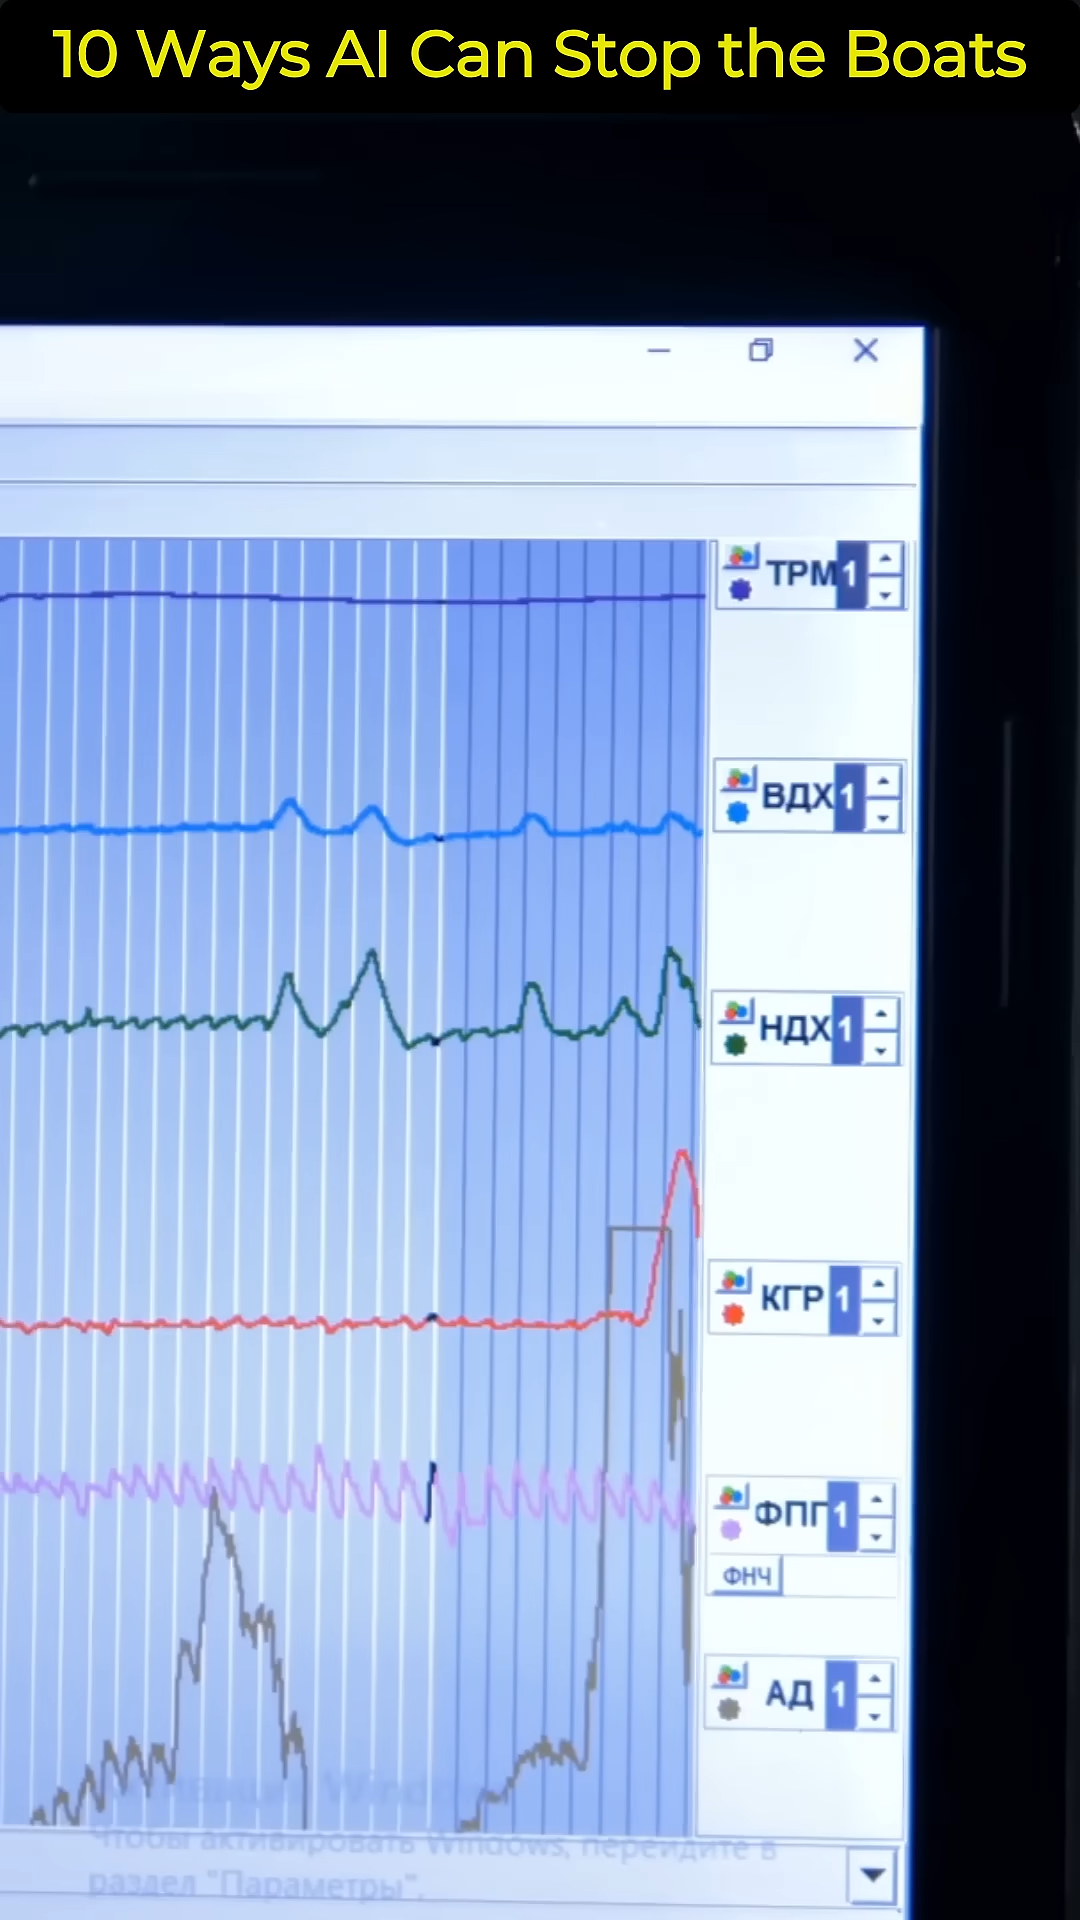 10 Ways AI Can Stop the Boats
ТРМ 1
ВДХ 1
НДХ 1
КГР 1
ФПГ 1
ФНЧ
АД 1
Чтобы активировать Windows, перейдите в
раздел "Параметры".